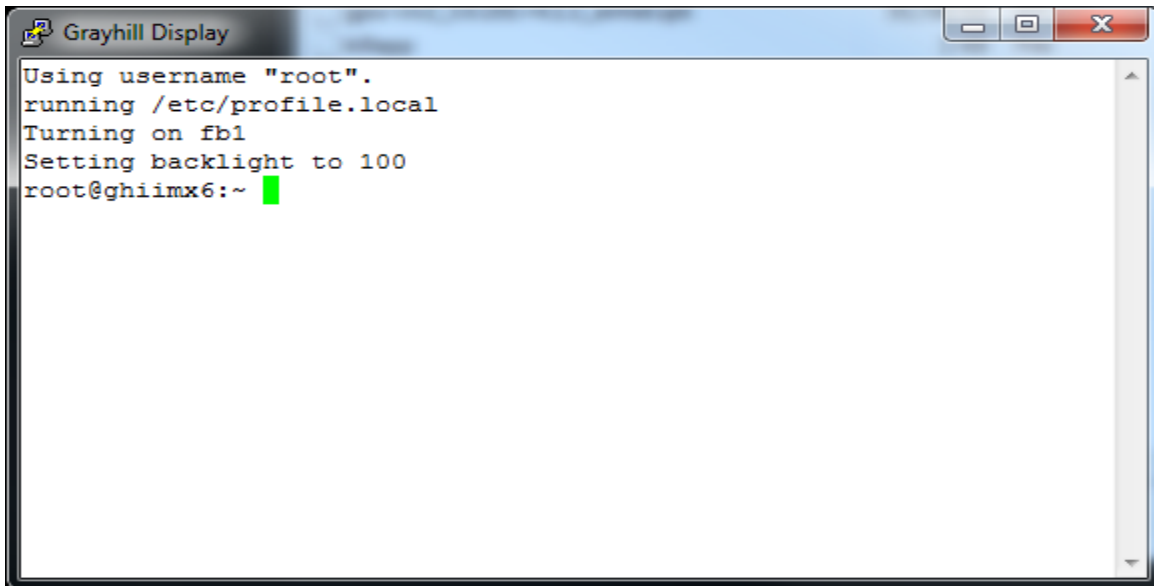 Grayhill Display
Using username "root".
running /etc/profile.local
Turning on fb1
Setting backlight to 100
root@ghiimx6:~